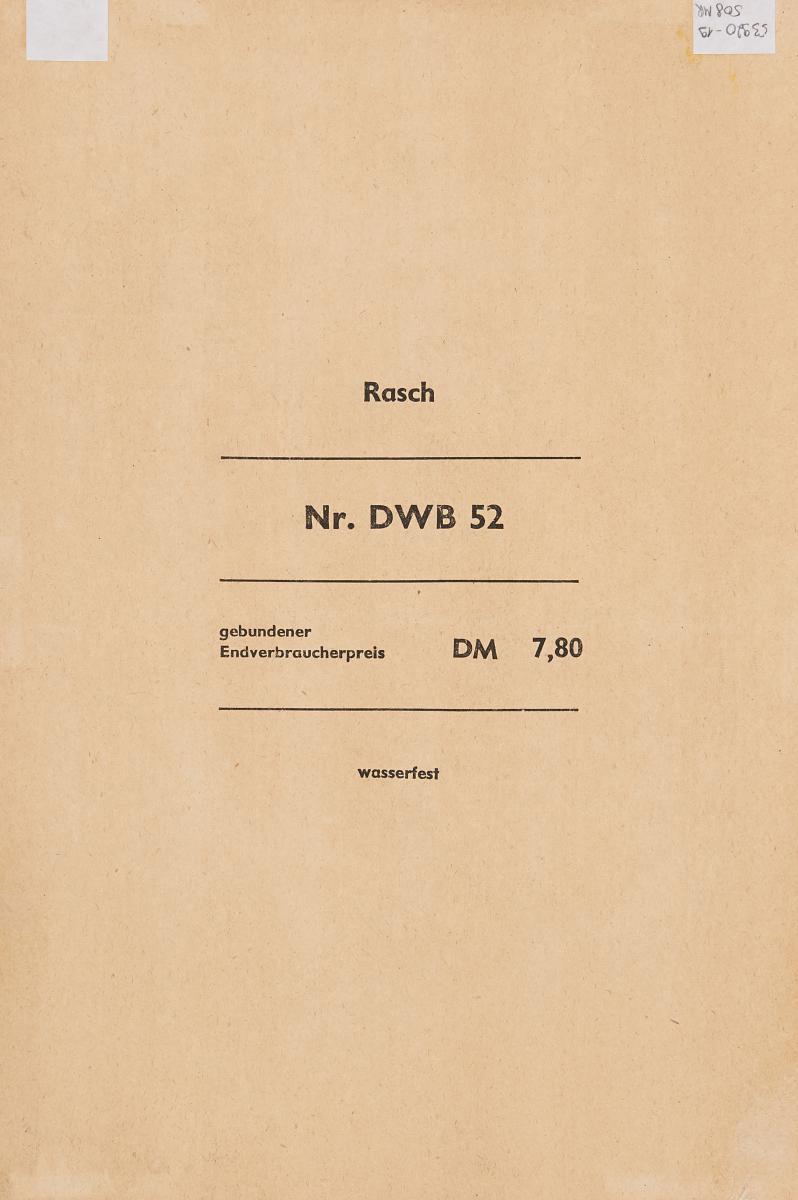 Rasch
Nr. DWB 52
gebundener
Endverbraucherpreis DM 7,80
wasserfest